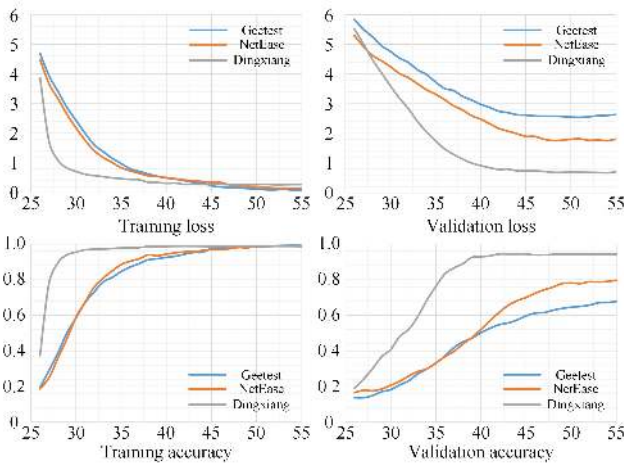 6
5
4
3
2
1
0
Geetest
NetEase
Dingxiang
25 30 35 40 45 50 55
Training loss
6
5
4
3
2
1
0
Geetest
NetEase
Dingxiang
25 30 35 40 45 50 55
Validation loss
1.0
0.8
0.6
0.4
0.2
0
Geetest
NetEase
Dingxiang
25 30 35 40 45 50 55
Training accuracy
1.0
0.8
0.6
0.4
0.2
0
Geetest
NetEase
Dingxiang
25 30 35 40 45 50 55
Validation accuracy